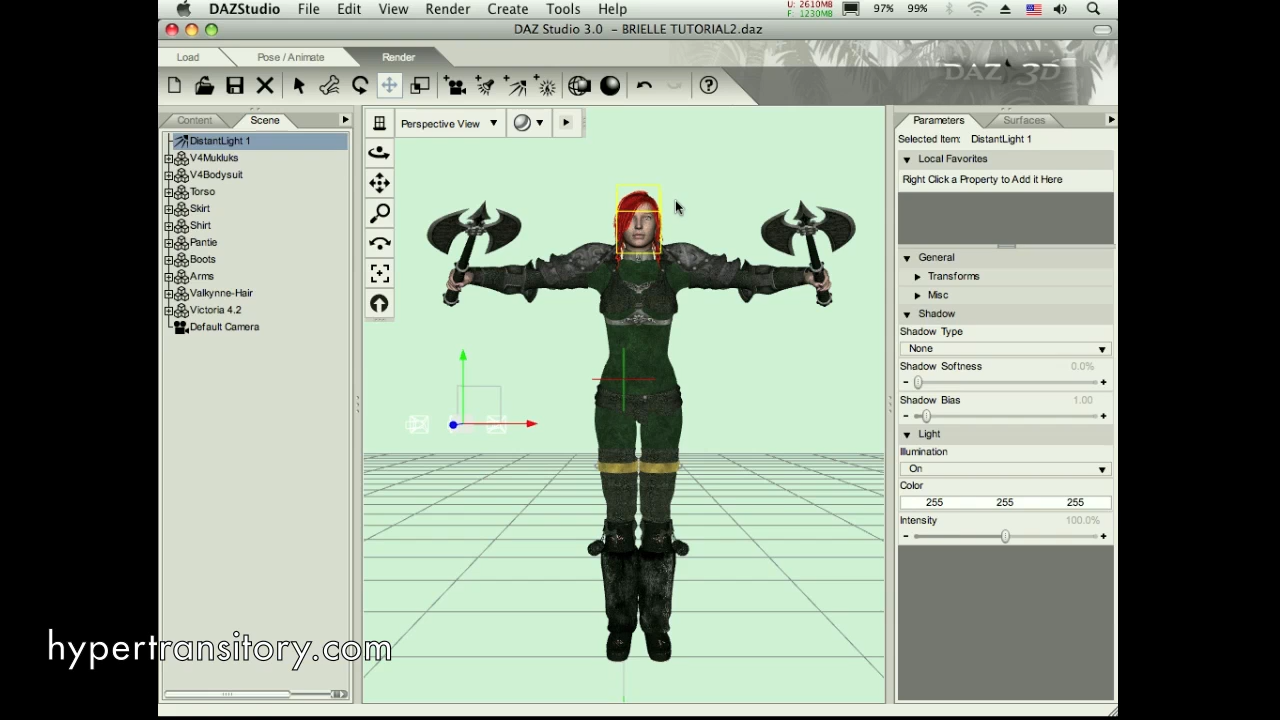 DAZStudio File Edit View Render Create Tools Help U: 2610MB F: 1230MB 97% 99%
DAZ Studio 3.0 - BRIELLE TUTORIAL2.daz
Load Pose / Animate Render
DAZ 3D
Content Scene
DistantLight 1
V4Mukluks
V4Bodysuit
Torso
Skirt
Shirt
Pantie
Boots
Arms
Valkynne-Hair
Victoria 4.2
Default Camera
Perspective View
Parameters Surfaces
Selected Item: DistantLight 1
Local Favorites
Right Click a Property to Add it Here
General
Transforms
Misc
Shadow
Shadow Type
None
Shadow Softness 0.0%
- +
Shadow Bias 1.00
- +
Light
Illumination
On
Color
255 255 255
Intensity 100.0%
- +
hypertransitory.com